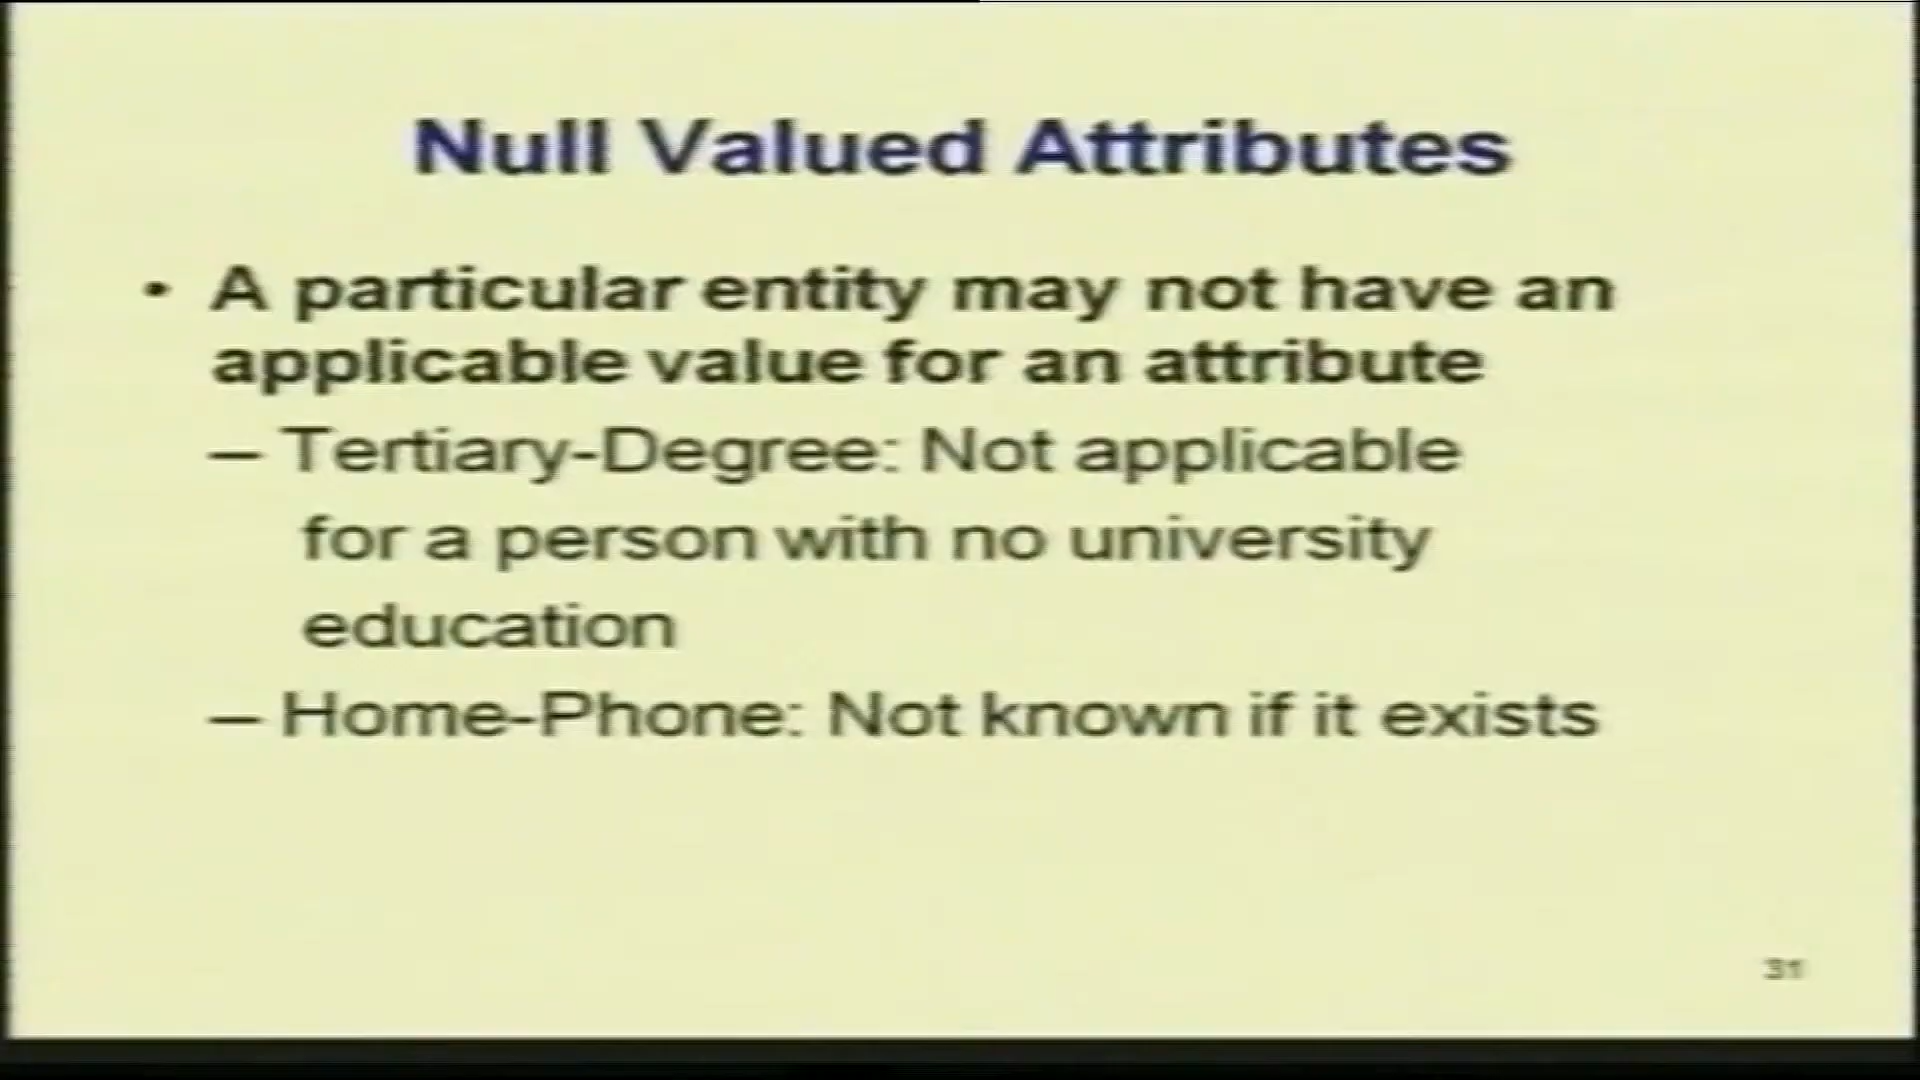 Null Valued Attributes
• A particular entity may not have an
applicable value for an attribute
– Tertiary-Degree: Not applicable
for a person with no university
education
– Home-Phone: Not known if it exists
31